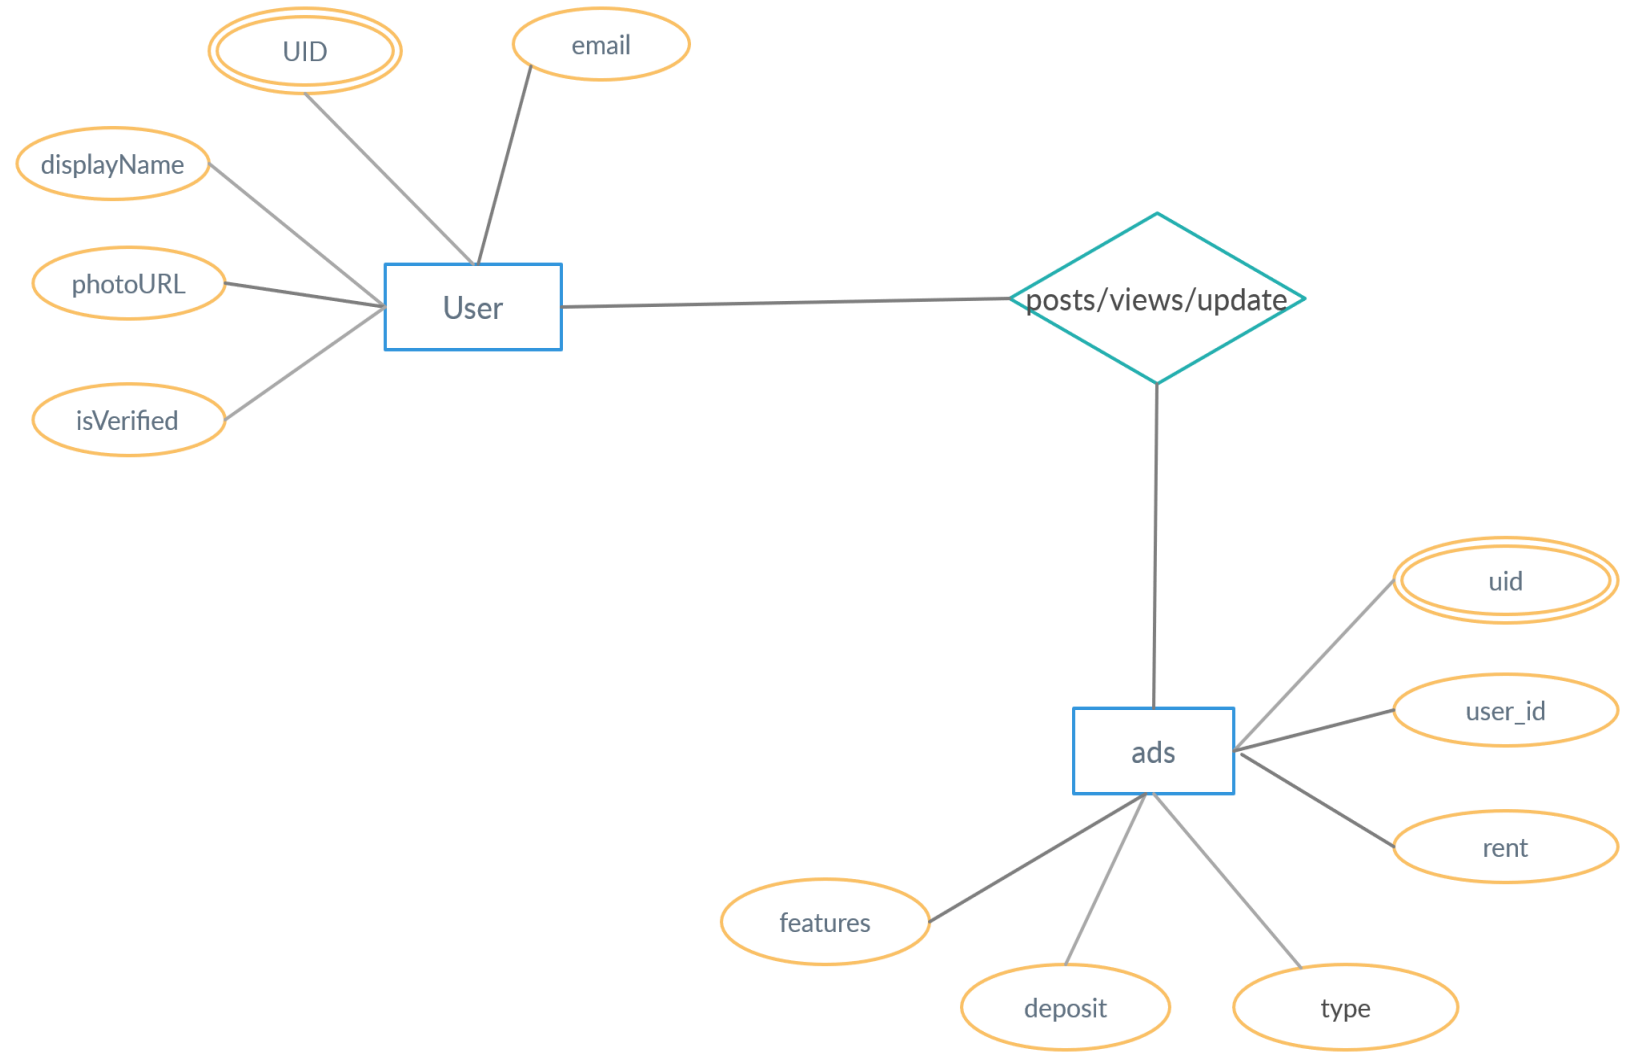 UID
email
displayName
photoURL
User
posts/views/update
isVerified
uid
user_id
ads
rent
features
deposit
type